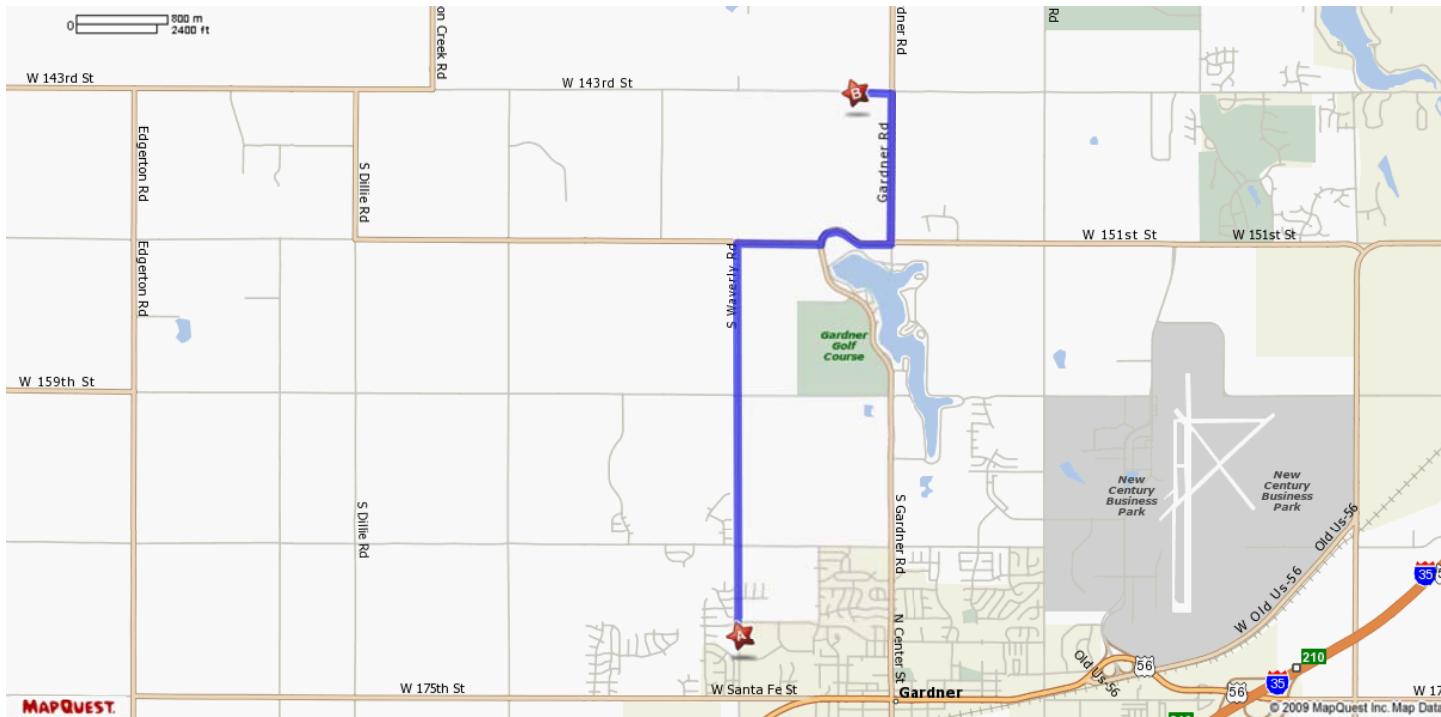 0
800 m
2400 ft
on Creek Rd
rdner Rd
Rd
W 143rd St
W 143rd St
B
Edgerton Rd
S Dillie Rd
Gardner Rd
W 151st St
W 151st St
Edgerton Rd
S Waverly Rd
Gardner
Golf
Course
W 159th St
S Dillie Rd
S Gardner Rd
New
Century
Business
Park
New
Century
Business
Park
Old Us-56
W Old Us-56
35
A
N Center St
Old Us-56
56
210
35
56
W 175th St
W Santa Fe St
Gardner
W 17
MAPQUEST.
© 2009 MapQuest Inc. Map Data